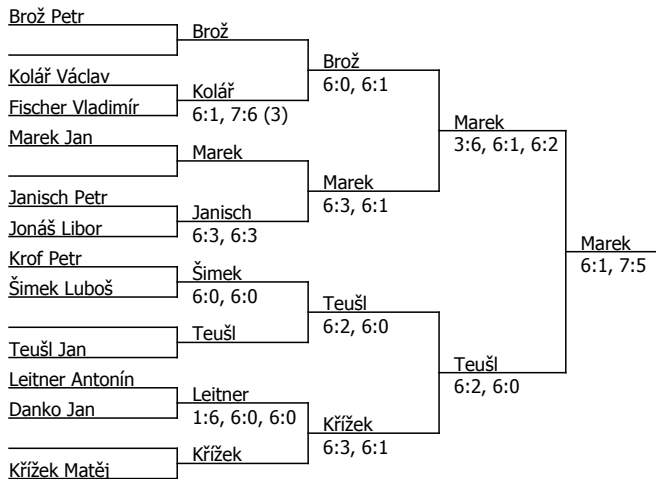 Brož Petr
Brož
Brož
6:0, 6:1
Kolář Václav
Kolář
6:1, 7:6 (3)
Fischer Vladimír
Marek
3:6, 6:1, 6:2
Marek Jan
Marek
Marek
6:3, 6:1
Janisch Petr
Janisch
6:3, 6:3
Jonáš Libor
Marek
6:1, 7:5
Krof Petr
Šimek
6:0, 6:0
Šimek Luboš
Teušl
6:2, 6:0
Teušl
Teušl Jan
Teušl
6:2, 6:0
Leitner Antonín
Leitner
1:6, 6:0, 6:0
Danko Jan
Křížek
6:3, 6:1
Křížek
Křížek Matěj